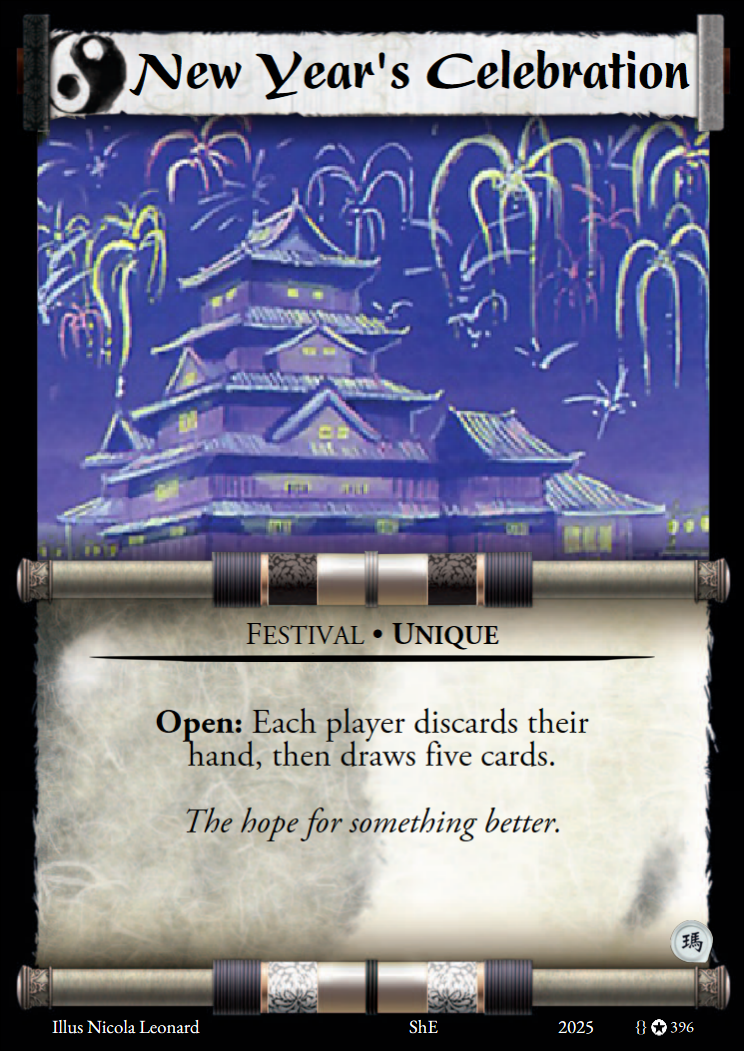 New Year's Celebration
Festival • Unique
Open: Each player discards their
hand, then draws five cards.
The hope for something better.
瑪
Illus Nicola Leonard ShE 2025 {} ✪ 396